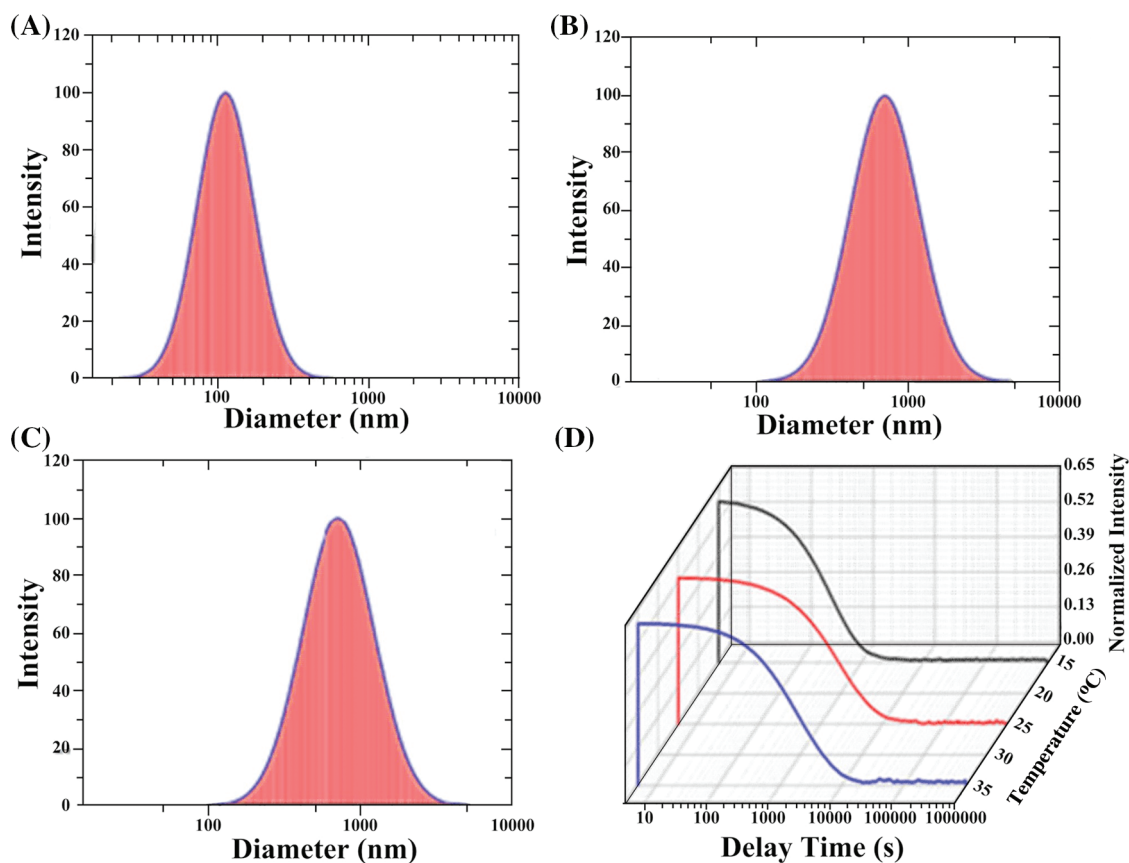 (A)
120
100
80
60
40
20
0
Intensity
100 1000 10000
Diameter (nm)
(B)
120
100
80
60
40
20
0
Intensity
100 1000 10000
Diameter (nm)
(C)
120
100
80
60
40
20
0
Intensity
100 1000 10000
Diameter (nm)
(D)
0.65
0.52
0.39
0.26
0.13
0.00
Normalized Intensity
15
20
25
30
35
Temperature (ºC)
10 100 1000 10000 100000 1000000
Delay Time (s)